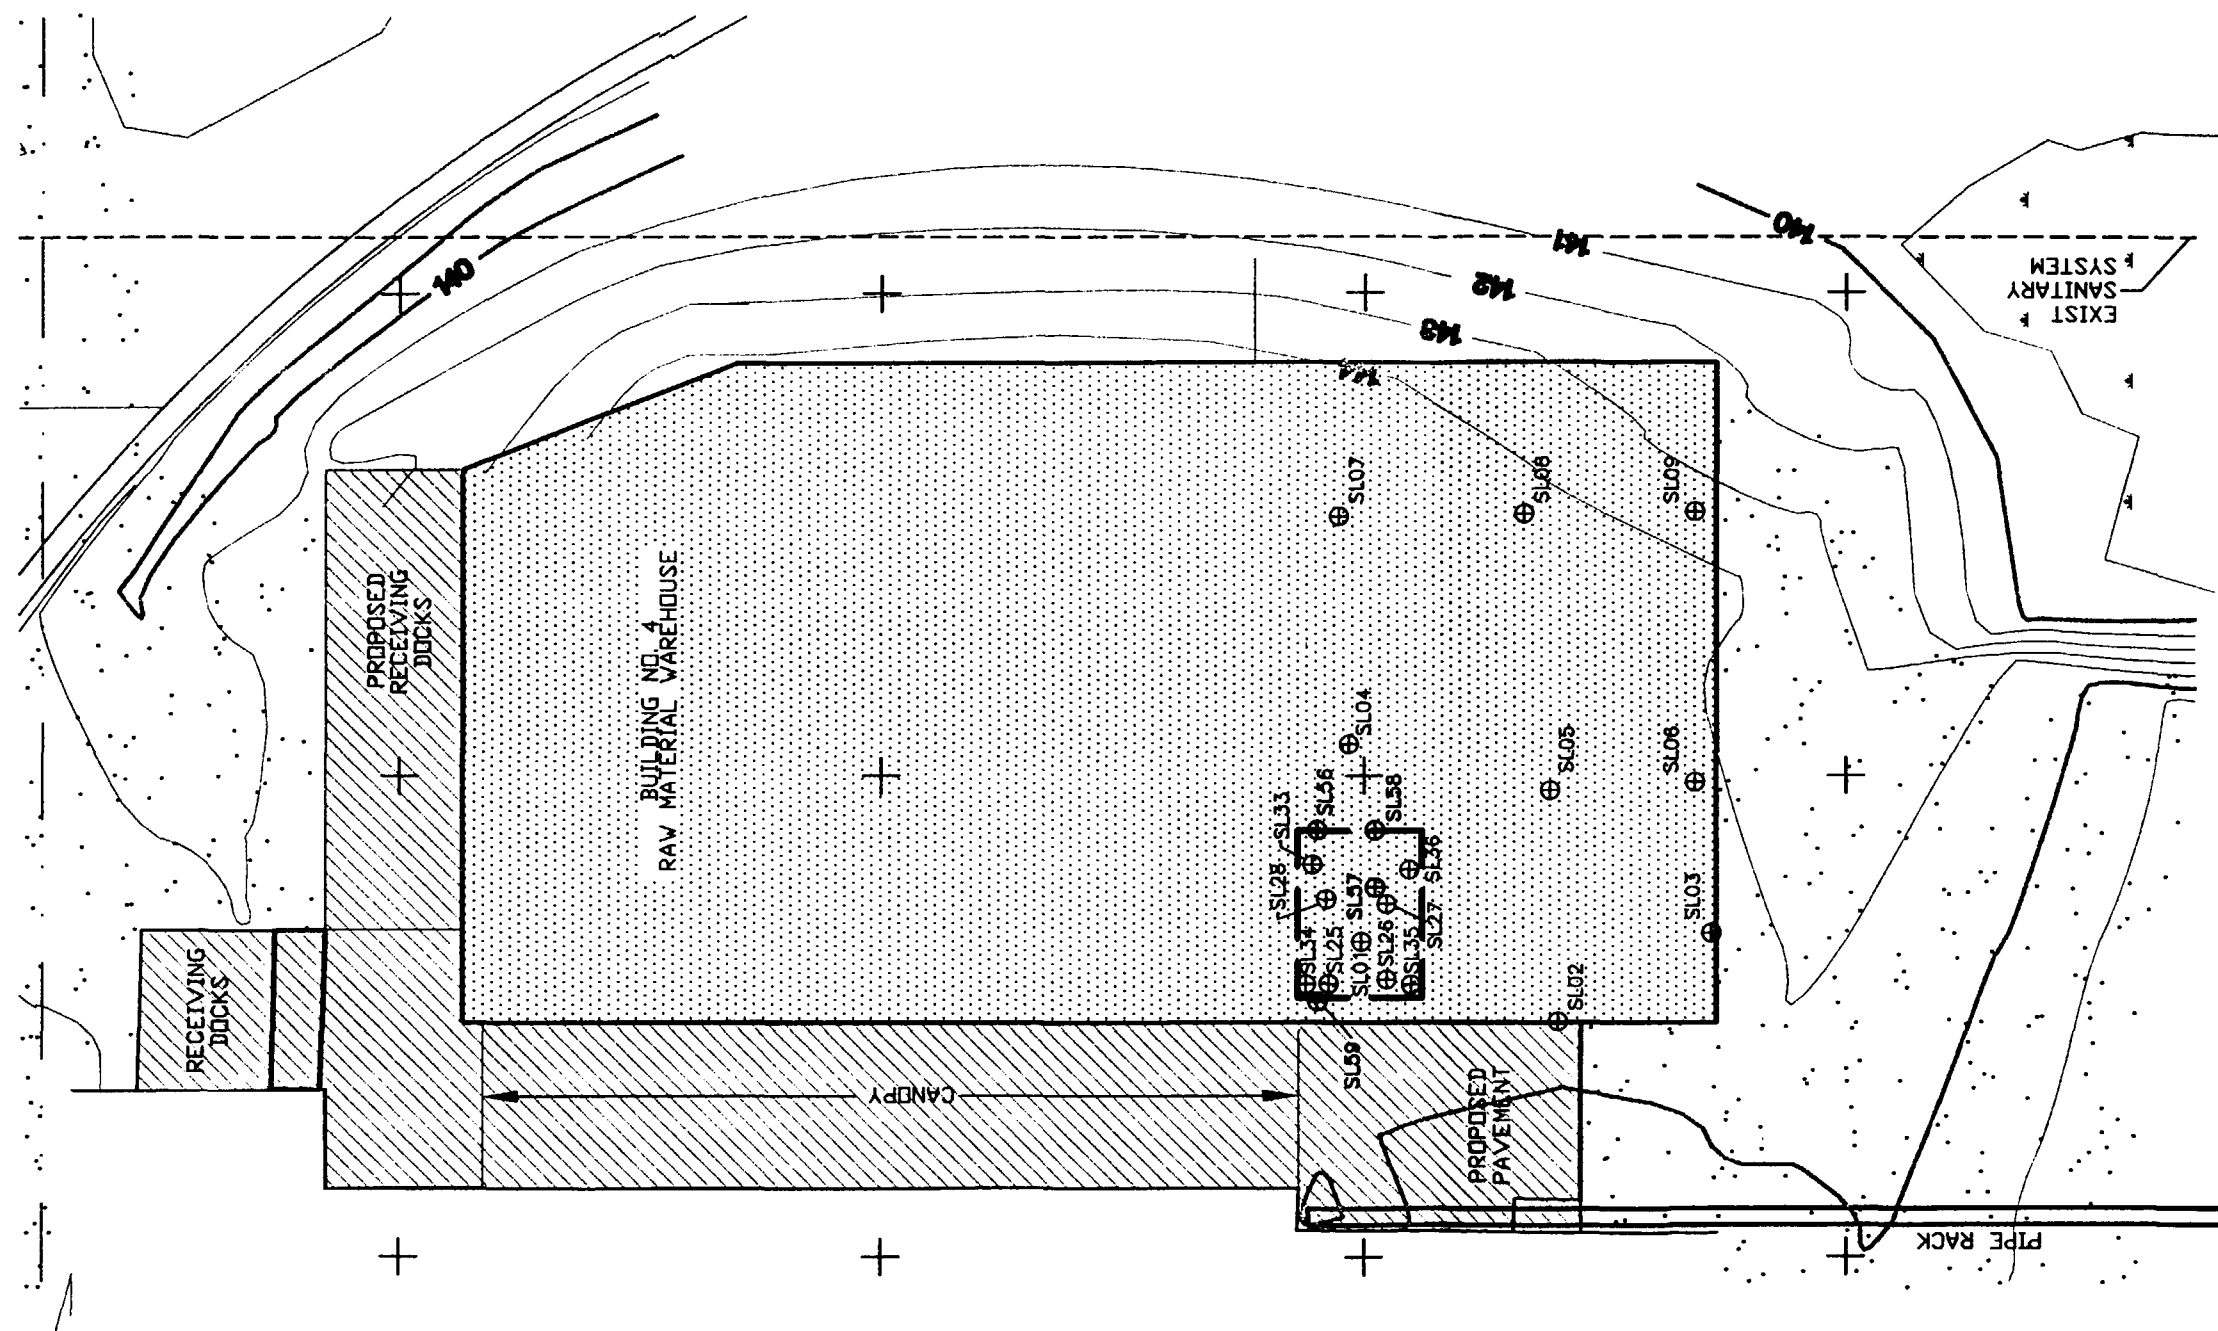 140
140
141
142
143
144
EXIST
SANITARY
SYSTEM
SL07
SL08
SL09
PROPOSED
RECEIVING
DOCKS
BUILDING NO. 4
RAW MATERIAL WAREHOUSE
SL04
SL05
SL06
SL33
SL56
SL58
SL28
SL57
SL36
SL03
SL34
SL25
SL01
SL26
SL35
SL27
SL02
SL59
RECEIVING
DOCKS
CANOPY
PROPOSED
PAVEMENT
PIPE RACK